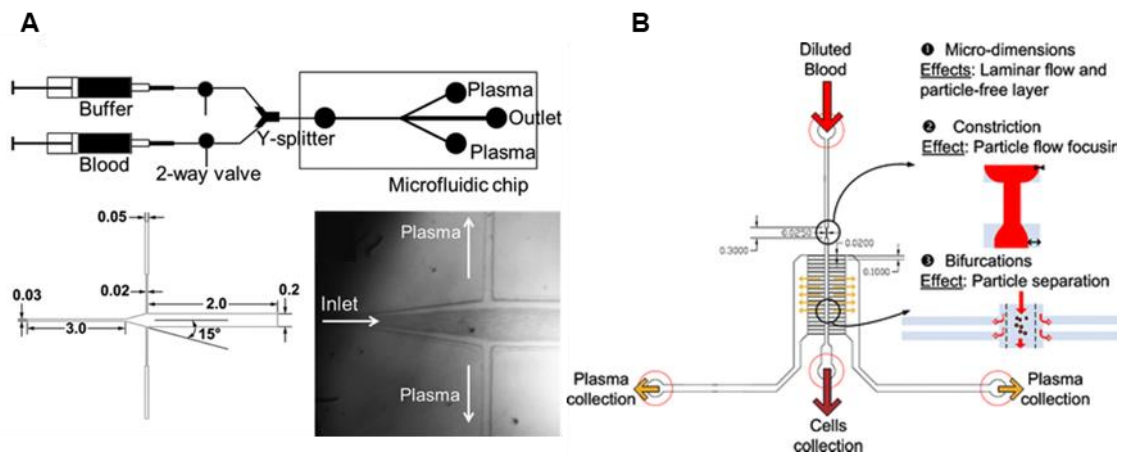 A
Buffer
Blood
2-way valve
Y-splitter
Plasma
Outlet
Plasma
Microfluidic chip
0.05
0.03
0.02
2.0
0.2
3.0
15°
Plasma
Inlet
Plasma
B
Diluted
Blood
❶ Micro-dimensions
Effects: Laminar flow and
particle-free layer
❷ Constriction
Effect: Particle flow focusin
0.0250
0.3000
0.0200
0.1000
❸ Bifurcations
Effect: Particle separation
Plasma
collection
Cells
collection
Plasma
collection